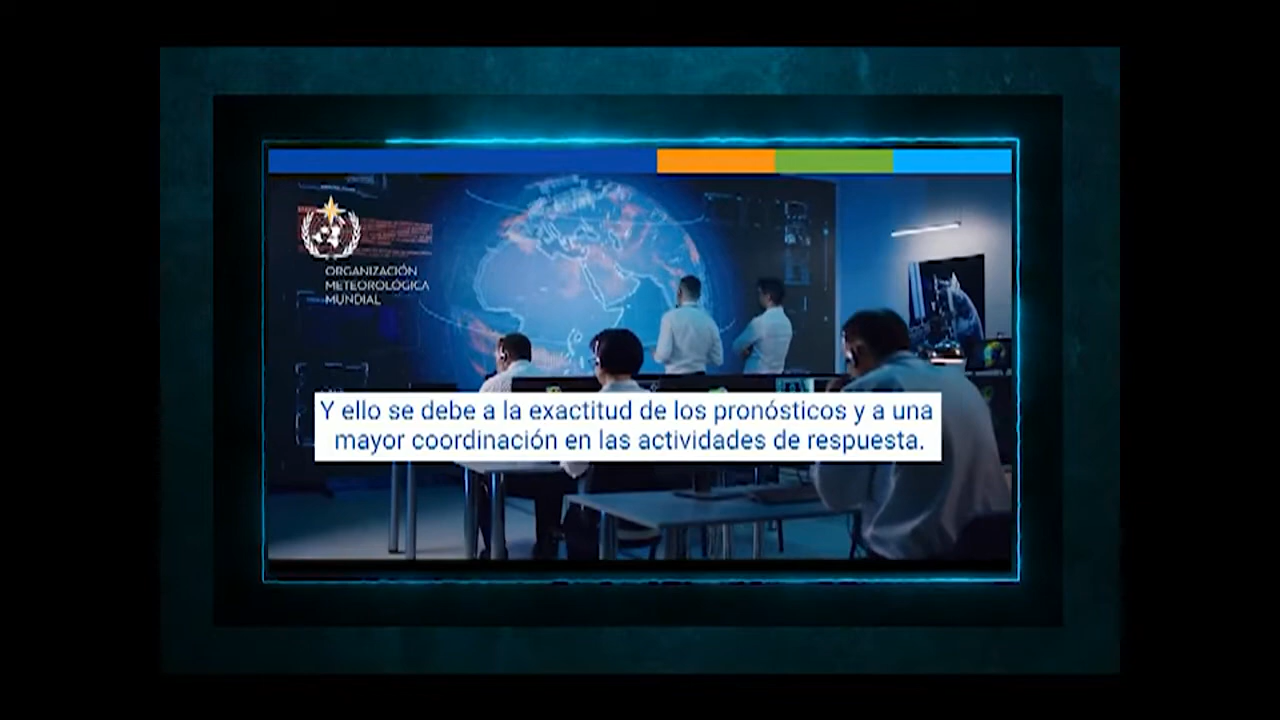 ORGANIZACIÓN
METEOROLÓGICA
MUNDIAL
Y ello se debe a la exactitud de los pronósticos y a una
mayor coordinación en las actividades de respuesta.